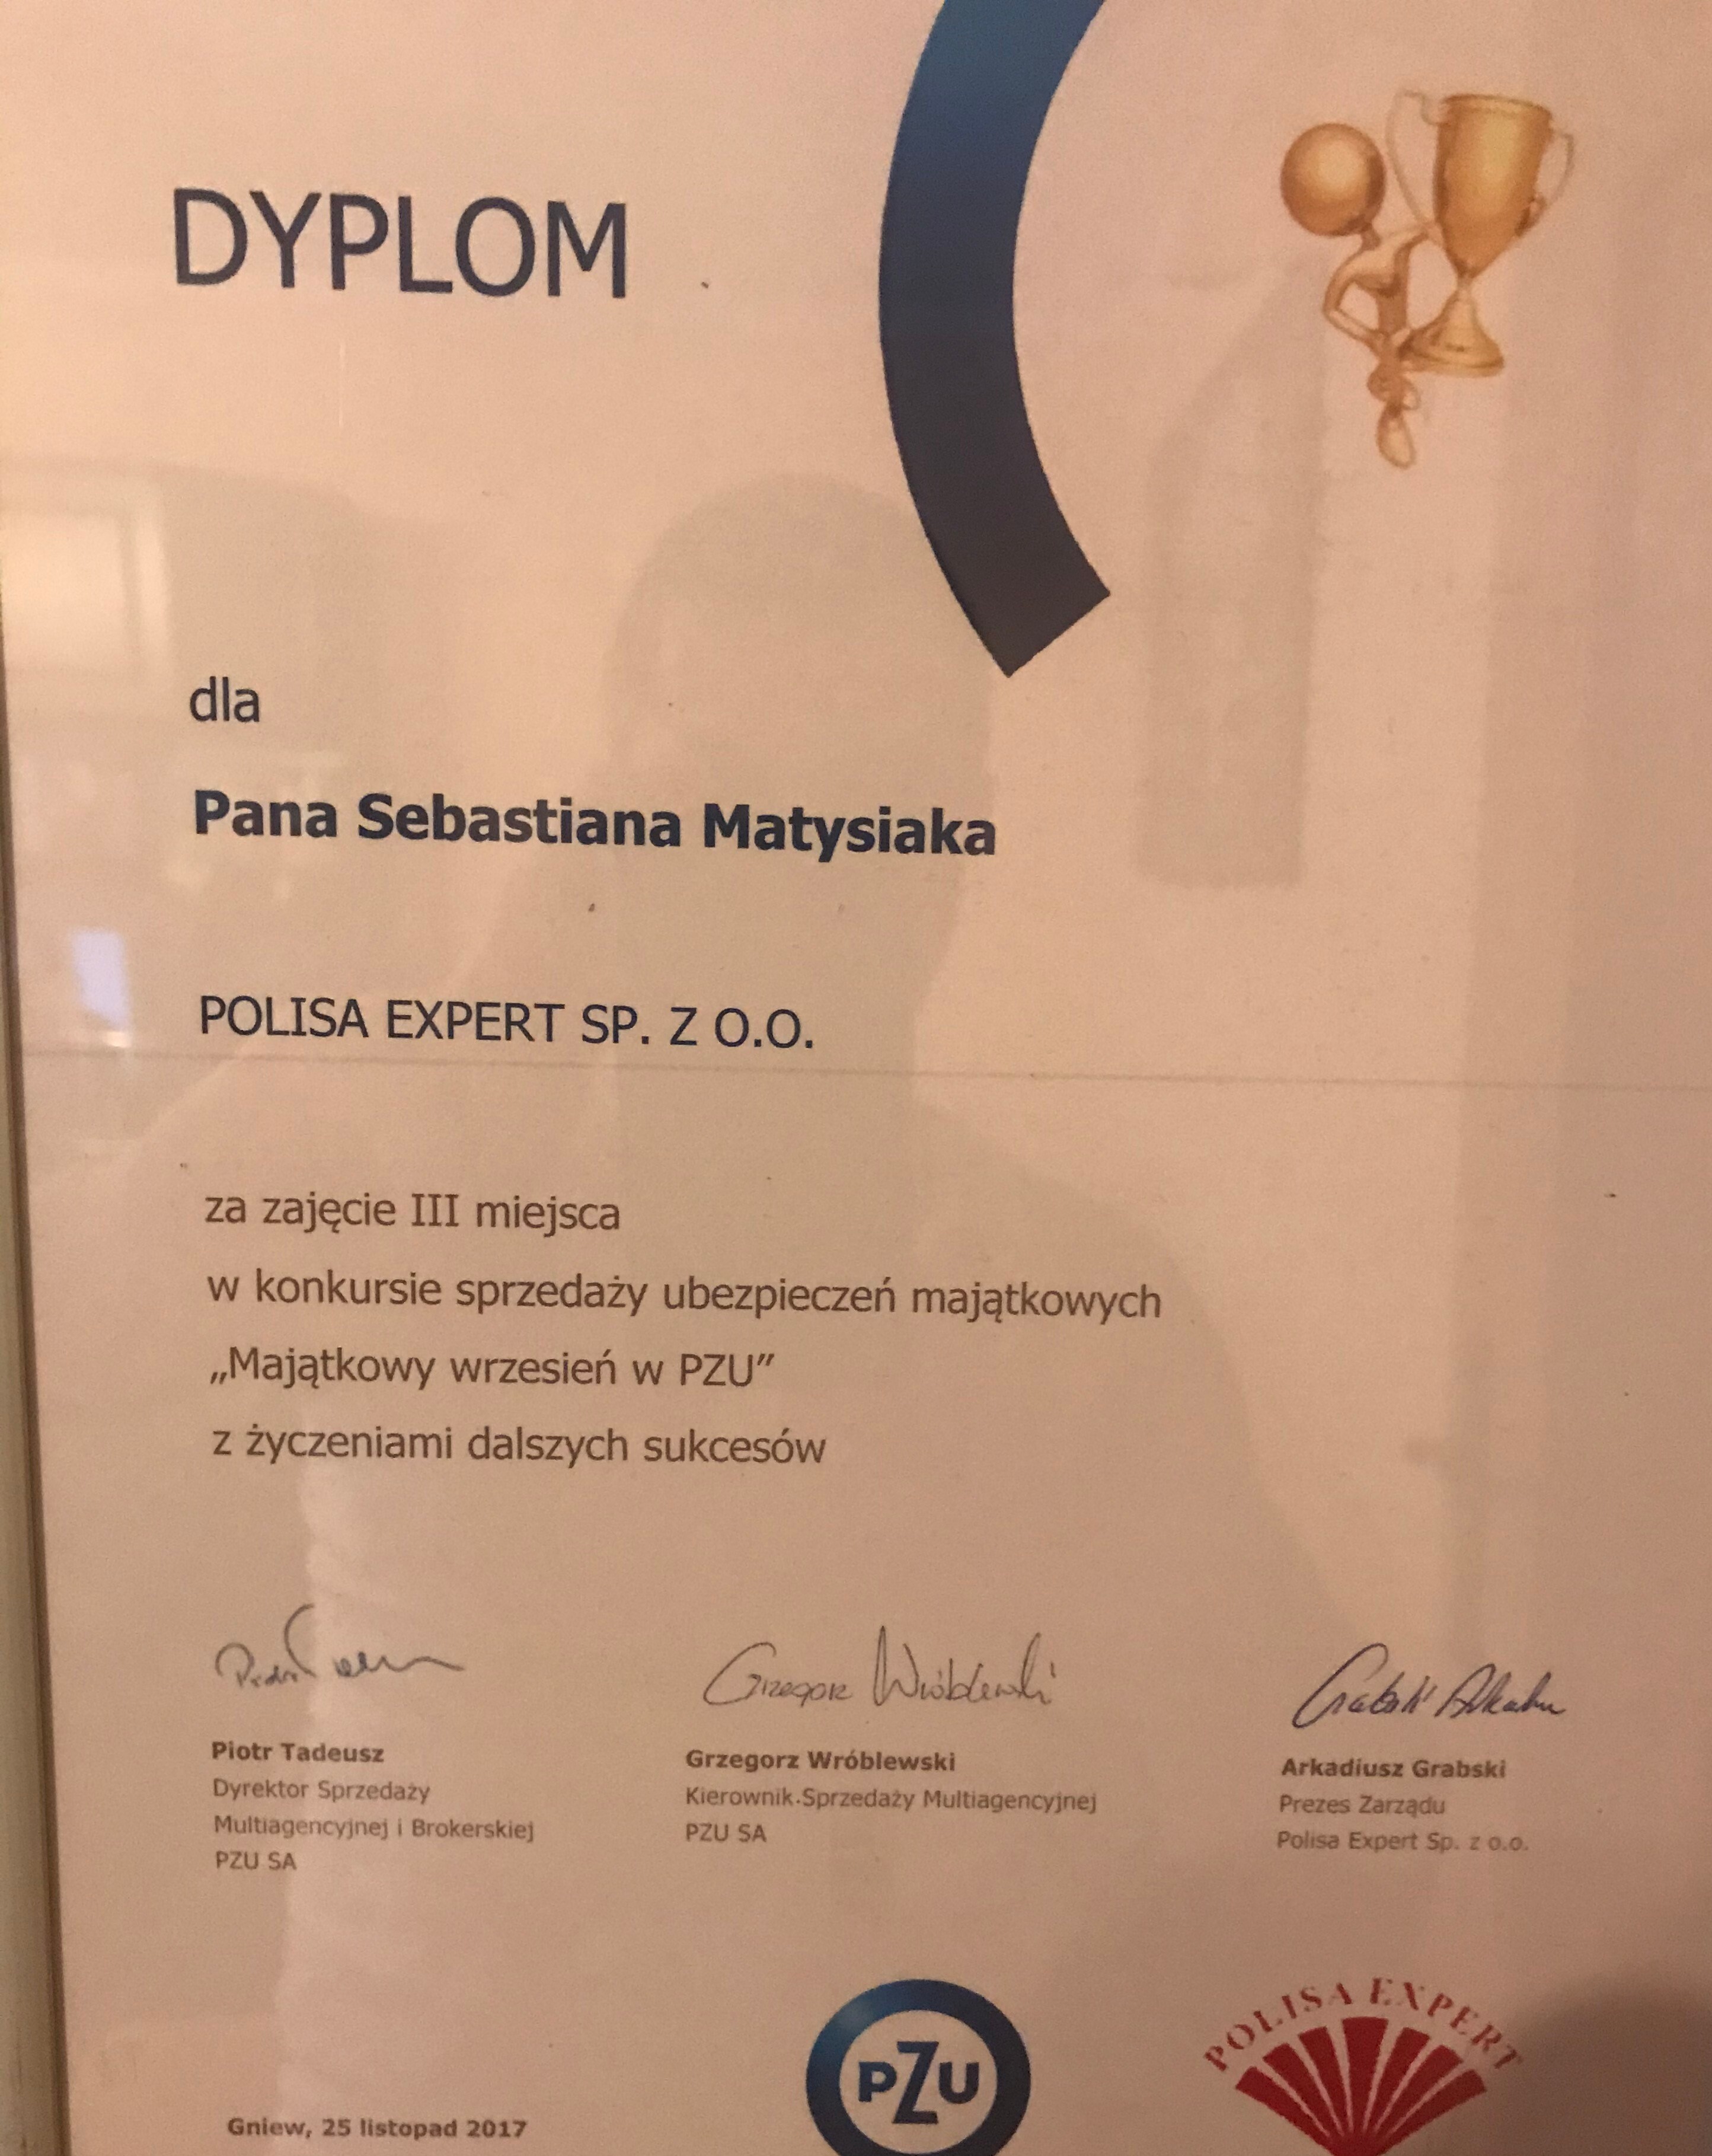 DYPLOM
dla
Pana Sebastiana Matysiaka
POLISA EXPERT SP. Z O.O.
za zajęcie III miejsca
w konkursie sprzedaży ubezpieczeń majątkowych
„Majątkowy wrzesień w PZU”
z życzeniami dalszych sukcesów
Grzegorz Wróblewski
Piotr Tadeusz
Dyrektor Sprzedaży
Multiagencyjnej i Brokerskiej
PZU SA
Grzegorz Wróblewski
Kierownik Sprzedaży Multiagencyjnej
PZU SA
Arkadiusz Grabski
Prezes Zarządu
Polisa Expert Sp. z o.o.
Gniew, 25 listopad 2017
PZU
POLISA EXPERT